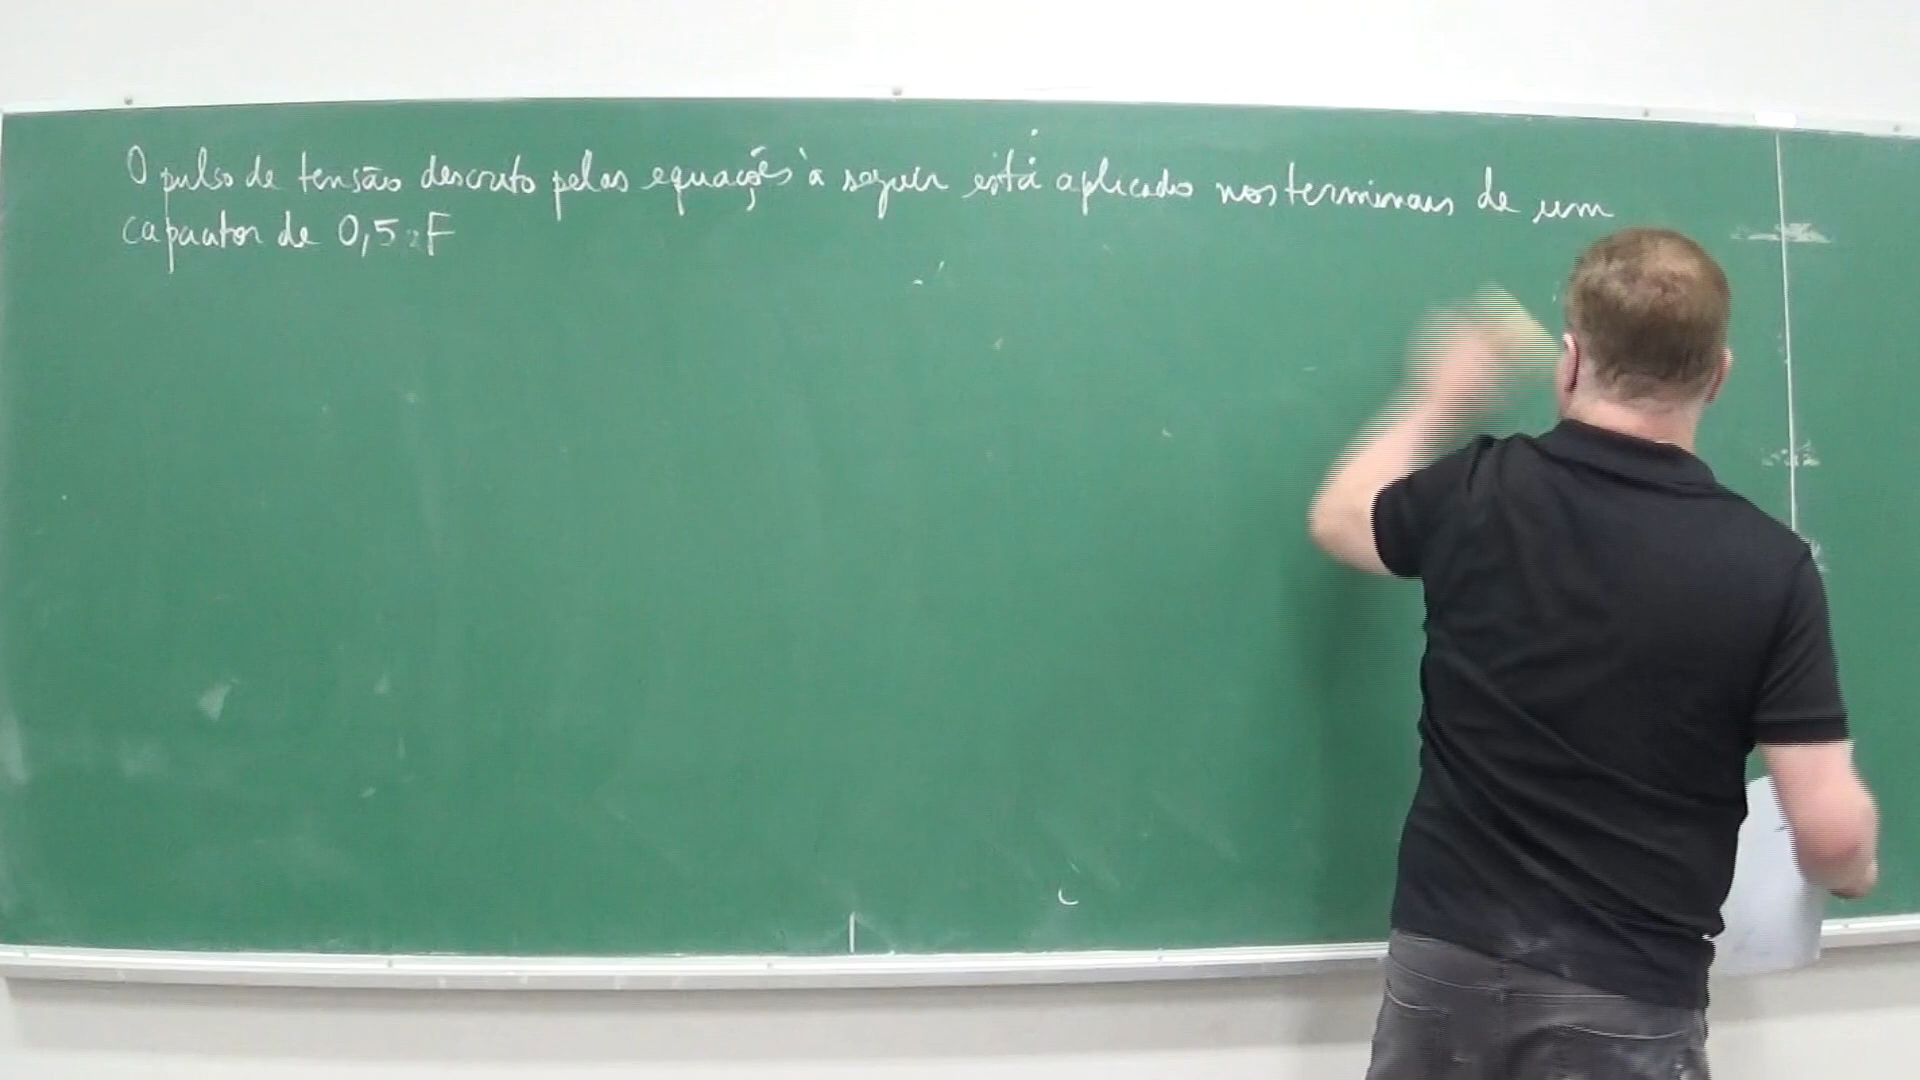 O pulso de tensão descrito pelas equações à seguir está aplicado nos terminais de um
capacitor de 0,5 F